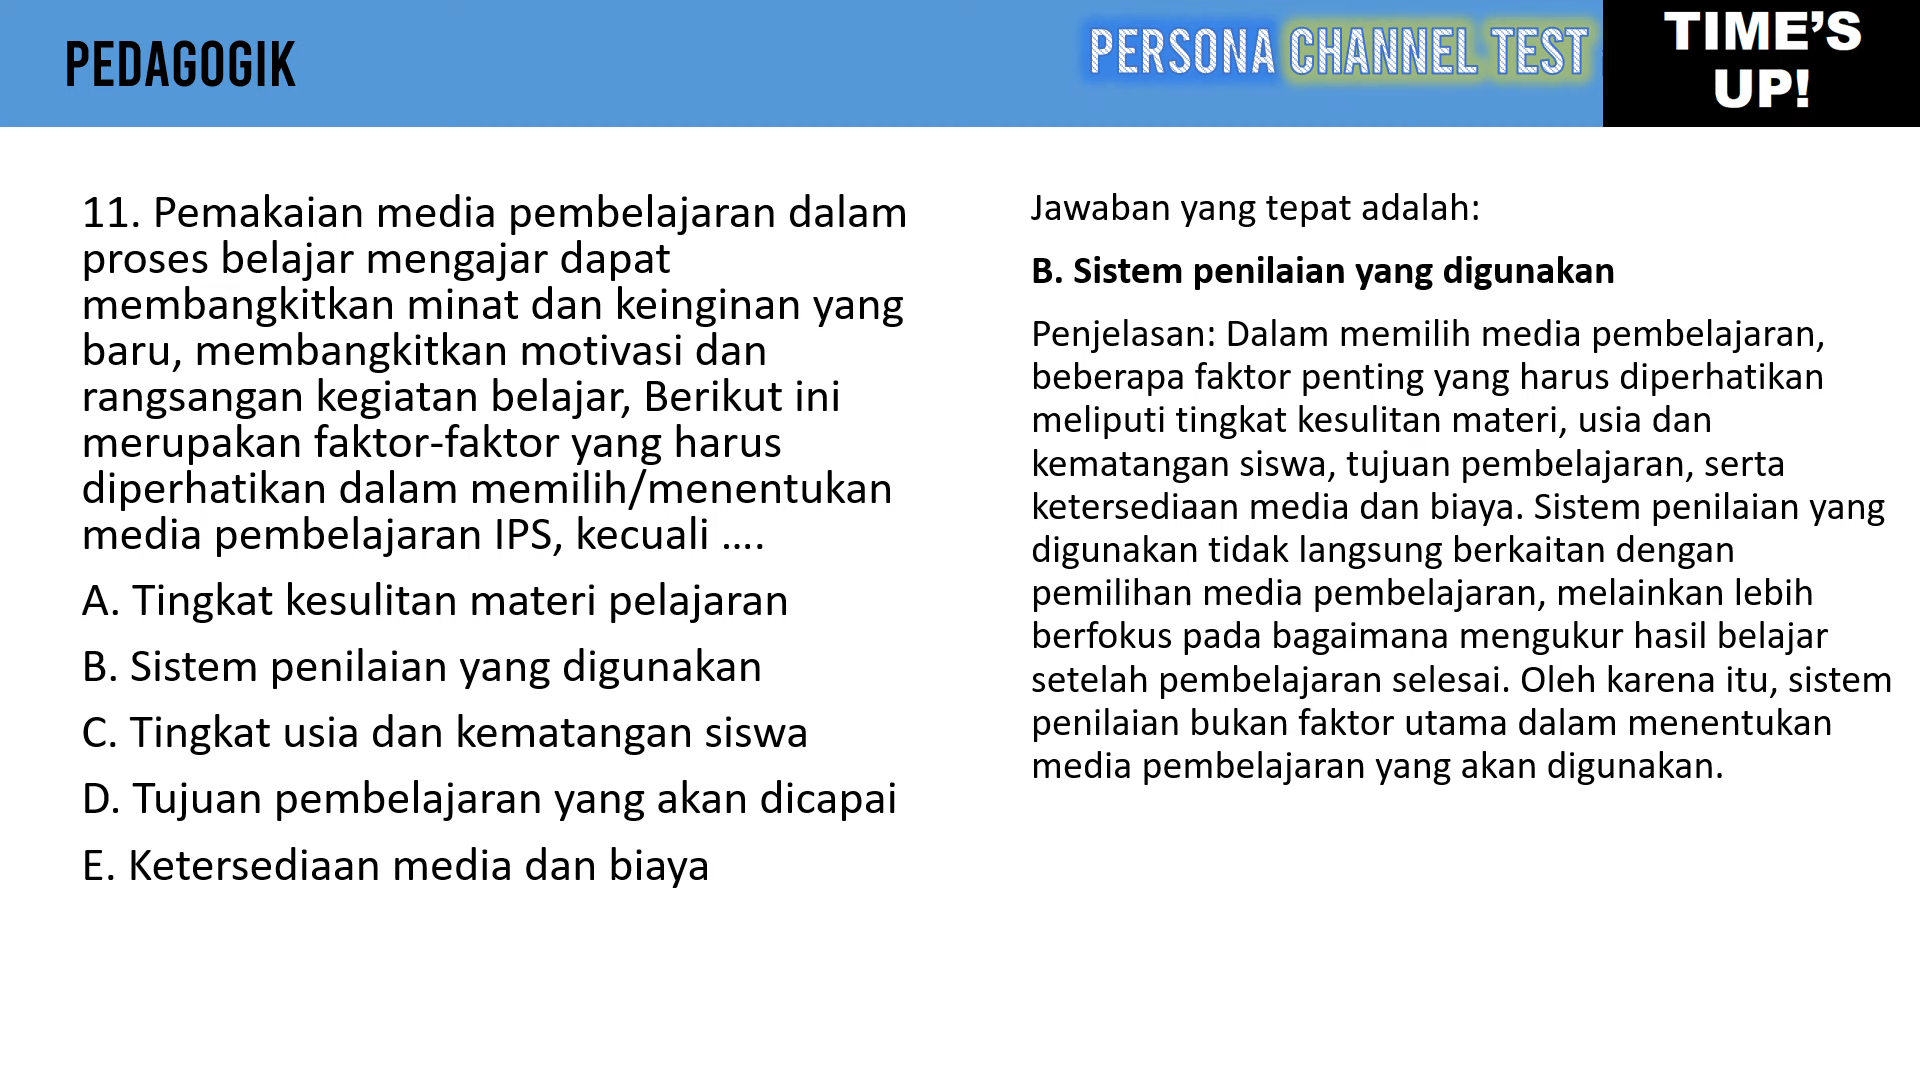 PEDAGOGIK
PERSONA CHANNEL TEST
TIME'S
UP!
11. Pemakaian media pembelajaran dalam
proses belajar mengajar dapat
membangkitkan minat dan keinginan yang
baru, membangkitkan motivasi dan
rangsangan kegiatan belajar, Berikut ini
merupakan faktor-faktor yang harus
diperhatikan dalam memilih/menentukan
media pembelajaran IPS, kecuali ….
A. Tingkat kesulitan materi pelajaran
B. Sistem penilaian yang digunakan
C. Tingkat usia dan kematangan siswa
D. Tujuan pembelajaran yang akan dicapai
E. Ketersediaan media dan biaya
Jawaban yang tepat adalah:
B. Sistem penilaian yang digunakan
Penjelasan: Dalam memilih media pembelajaran,
beberapa faktor penting yang harus diperhatikan
meliputi tingkat kesulitan materi, usia dan
kematangan siswa, tujuan pembelajaran, serta
ketersediaan media dan biaya. Sistem penilaian yang
digunakan tidak langsung berkaitan dengan
pemilihan media pembelajaran, melainkan lebih
berfokus pada bagaimana mengukur hasil belajar
setelah pembelajaran selesai. Oleh karena itu, sistem
penilaian bukan faktor utama dalam menentukan
media pembelajaran yang akan digunakan.